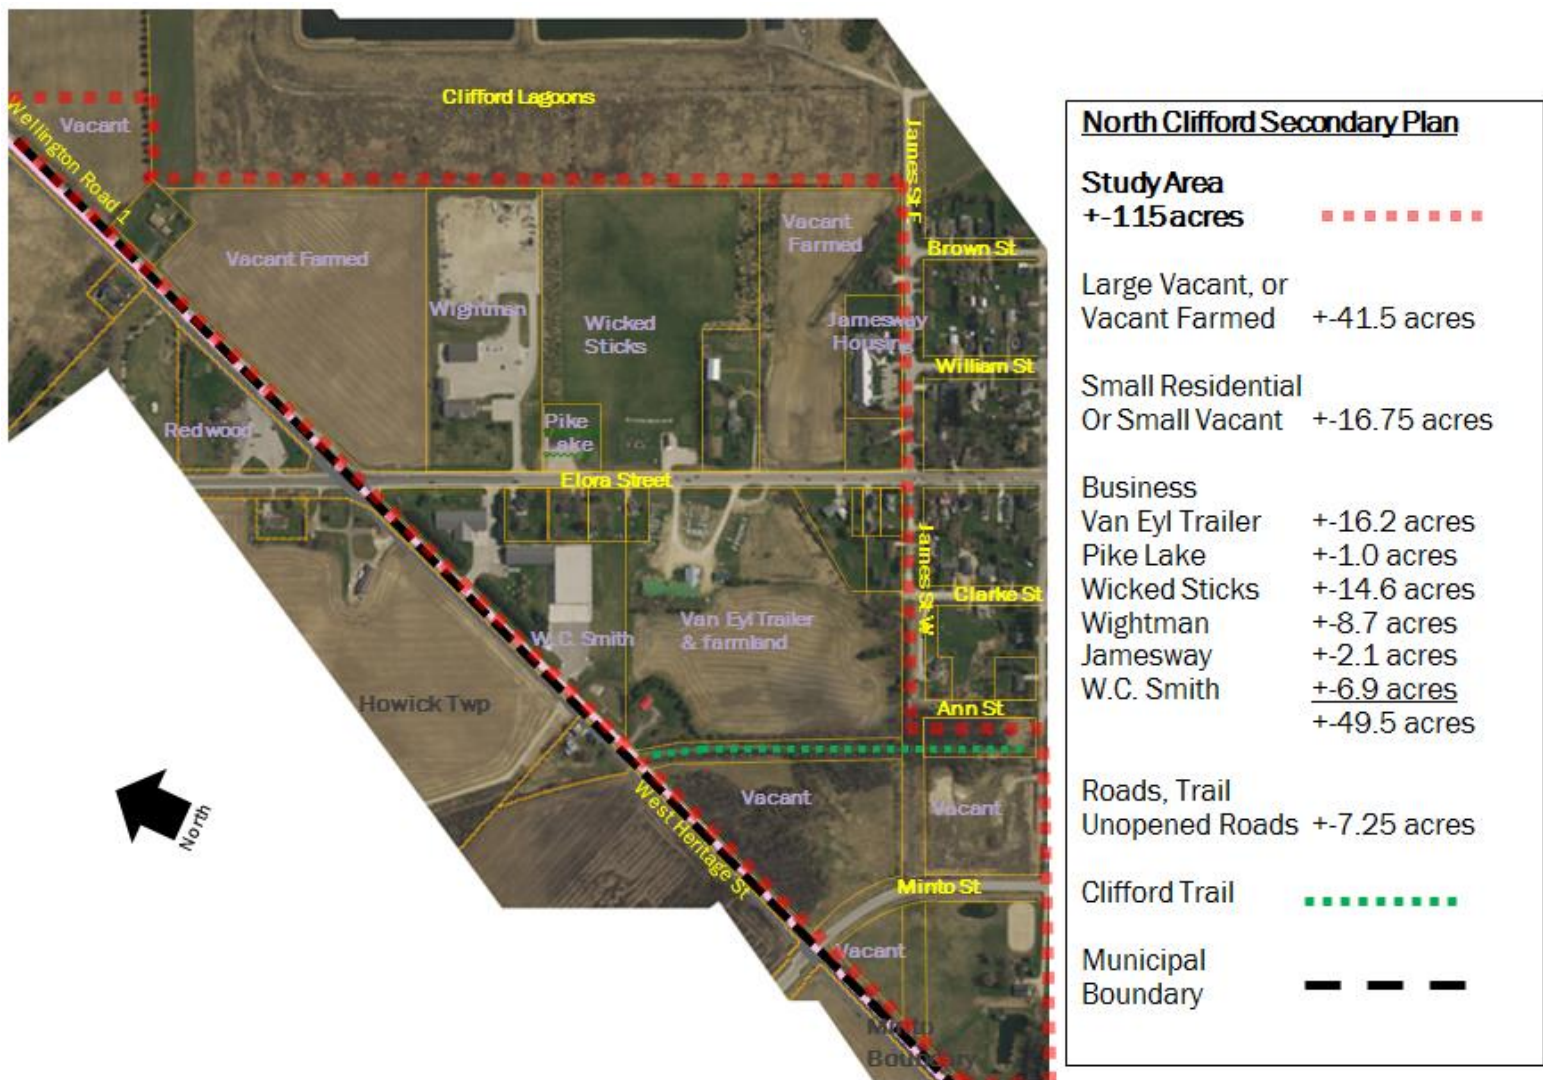 Clifford Lagoons
Vacant
Wellington Road 1
James St E
Vacant
Farmed
Brown St
Vacant Farmed
Wightman
Wicked
Sticks
Jamesway
Housing
William St
Pike
Lake
Redwood
Elora Street
James St W
Clarke St
Van Eyl Trailer
& farmland
W.C. Smith
Howick Twp
Ann St
Vacant
Vacant
West Heritage St
Minto St
Vacant
Minto
Boundary
North
North Clifford Secondary Plan
Study Area
+-115 acres
Large Vacant, or
Vacant Farmed +-41.5 acres
Small Residential
Or Small Vacant +-16.75 acres
Business
Van Eyl Trailer +-16.2 acres
Pike Lake +-1.0 acres
Wicked Sticks +-14.6 acres
Wightman +-8.7 acres
Jamesway +-2.1 acres
W.C. Smith +-6.9 acres
+-49.5 acres
Roads, Trail
Unopened Roads +-7.25 acres
Clifford Trail
Municipal
Boundary